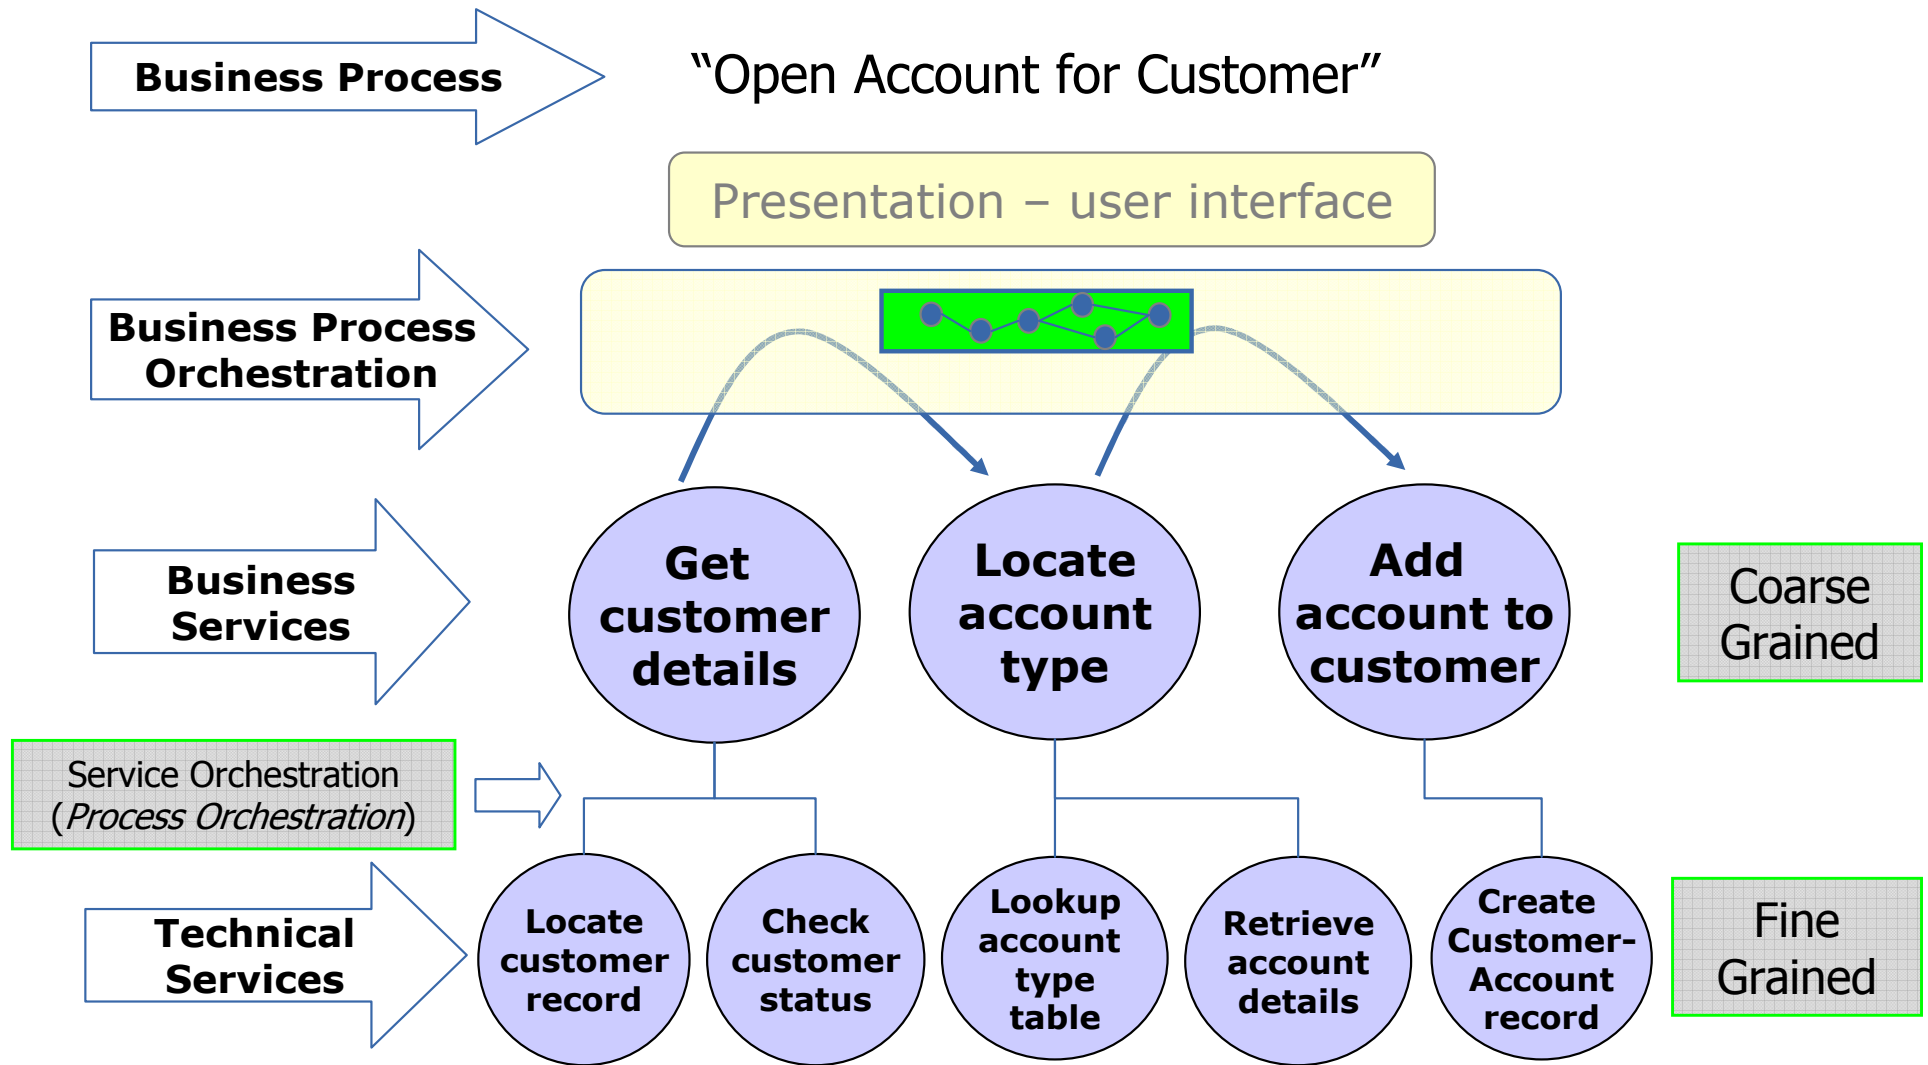 Business Process
“Open Account for Customer”
Presentation – user interface
Business Process
Orchestration
Business
Services
Get
customer
details
Locate
account
type
Add
account to
customer
Coarse
Grained
Service Orchestration
(Process Orchestration)
Technical
Services
Locate
customer
record
Check
customer
status
Lookup
account
type
table
Retrieve
account
details
Create
Customer-
Account
record
Fine
Grained